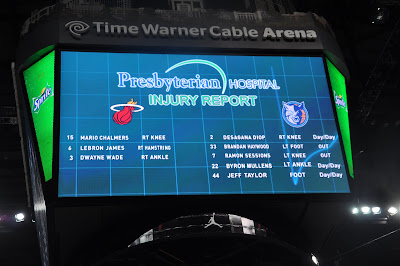 Time Warner Cable Arena
Presbyterian HOSPITAL
INJURY REPORT
Sprite
15 MARIO CHALMERS RT KNEE
6 LEBRON JAMES RT HAMSTRING
3 DWYANE WADE RT ANKLE
2 DESAGANA DIOP RT KNEE Day/Day
33 BRANDAN HAYWOOD LT FOOT OUT
7 RAMON SESSIONS LT KNEE OUT
22 BYRON MULLENS LT ANKLE Day/Day
44 JEFF TAYLOR FOOT Day/Day